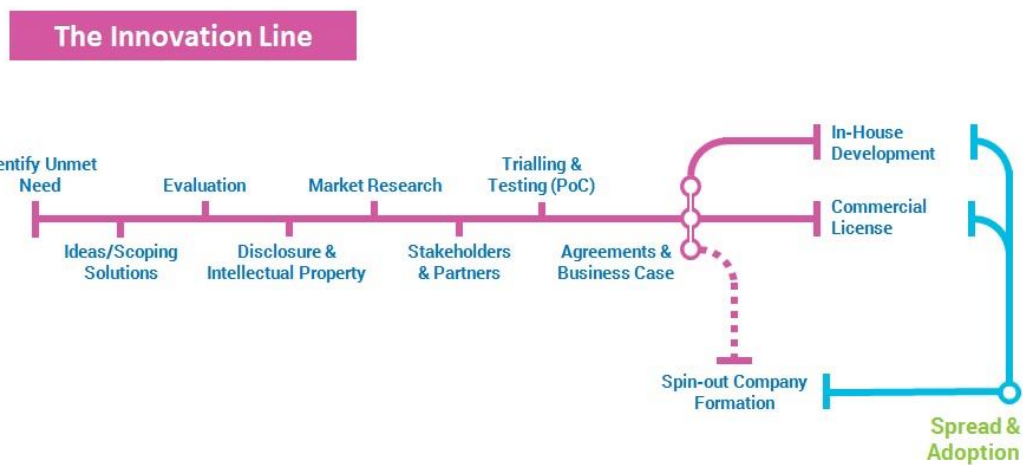 The Innovation Line
entify Unmet
Need
Ideas/Scoping
Solutions
Evaluation
Disclosure &
Intellectual Property
Market Research
Stakeholders
& Partners
Trialling &
Testing (PoC)
Agreements &
Business Case
In-House
Development
Commercial
License
Spin-out Company
Formation
Spread &
Adoption